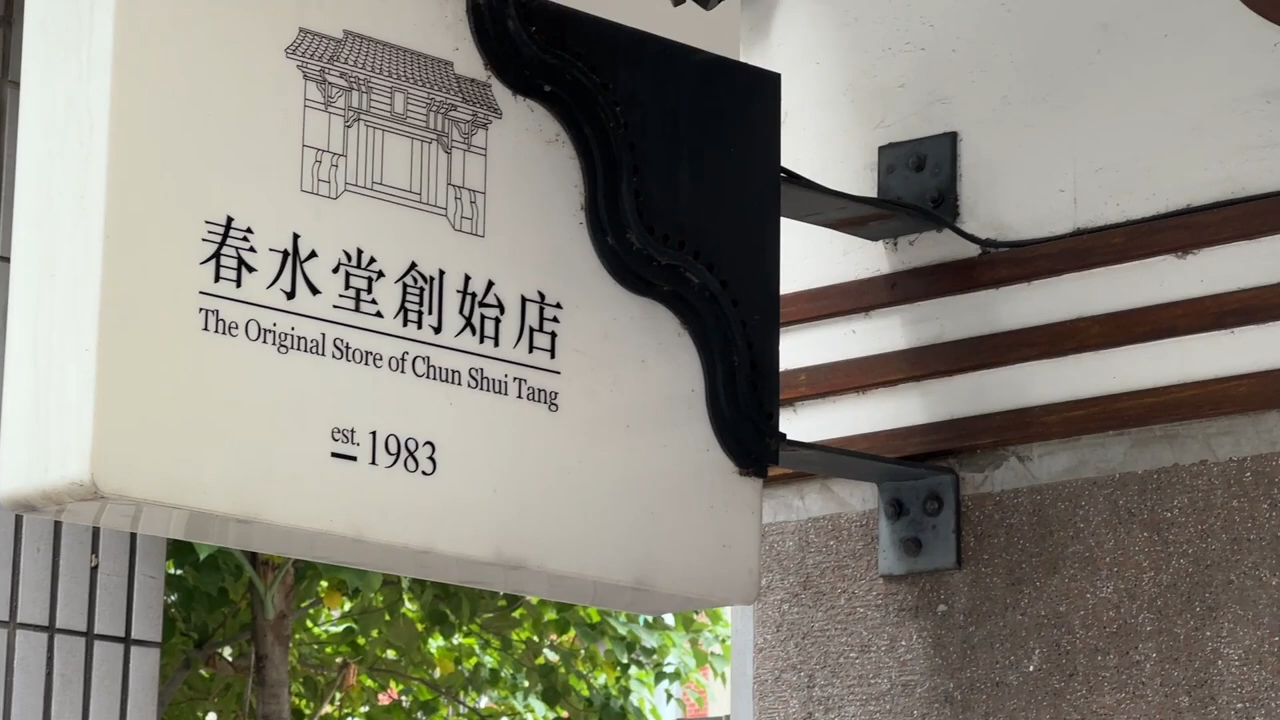 春水堂創始店
The Original Store of Chun Shui Tang
est. 1983